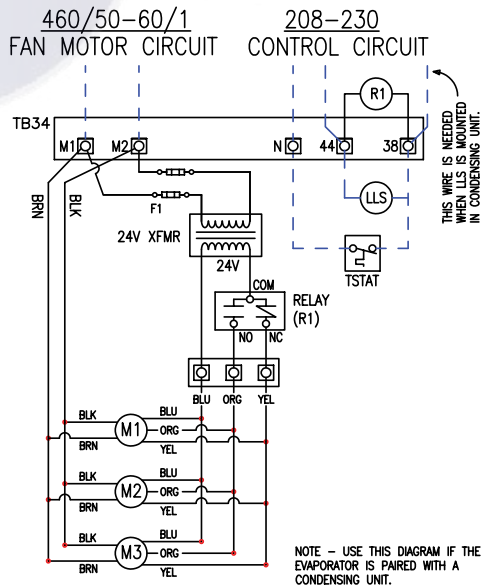 460/50-60/1
FAN MOTOR CIRCUIT
208-230
CONTROL CIRCUIT
R1
TB34
M1
M2
N
44
38
THIS WIRE IS NEEDED
WHEN LLS IS MOUNTED
IN CONDENSING UNIT.
BRN
BLK
F1
LLS
24V XFMR
24V
TSTAT
COM
RELAY
(R1)
NO
NC
BLU
ORG
YEL
BLK
BLU
M1
ORG
BRN
YEL
BLK
BLU
M2
ORG
BRN
YEL
BLK
BLU
M3
ORG
BRN
YEL
NOTE - USE THIS DIAGRAM IF THE
EVAPORATOR IS PAIRED WITH A
CONDENSING UNIT.